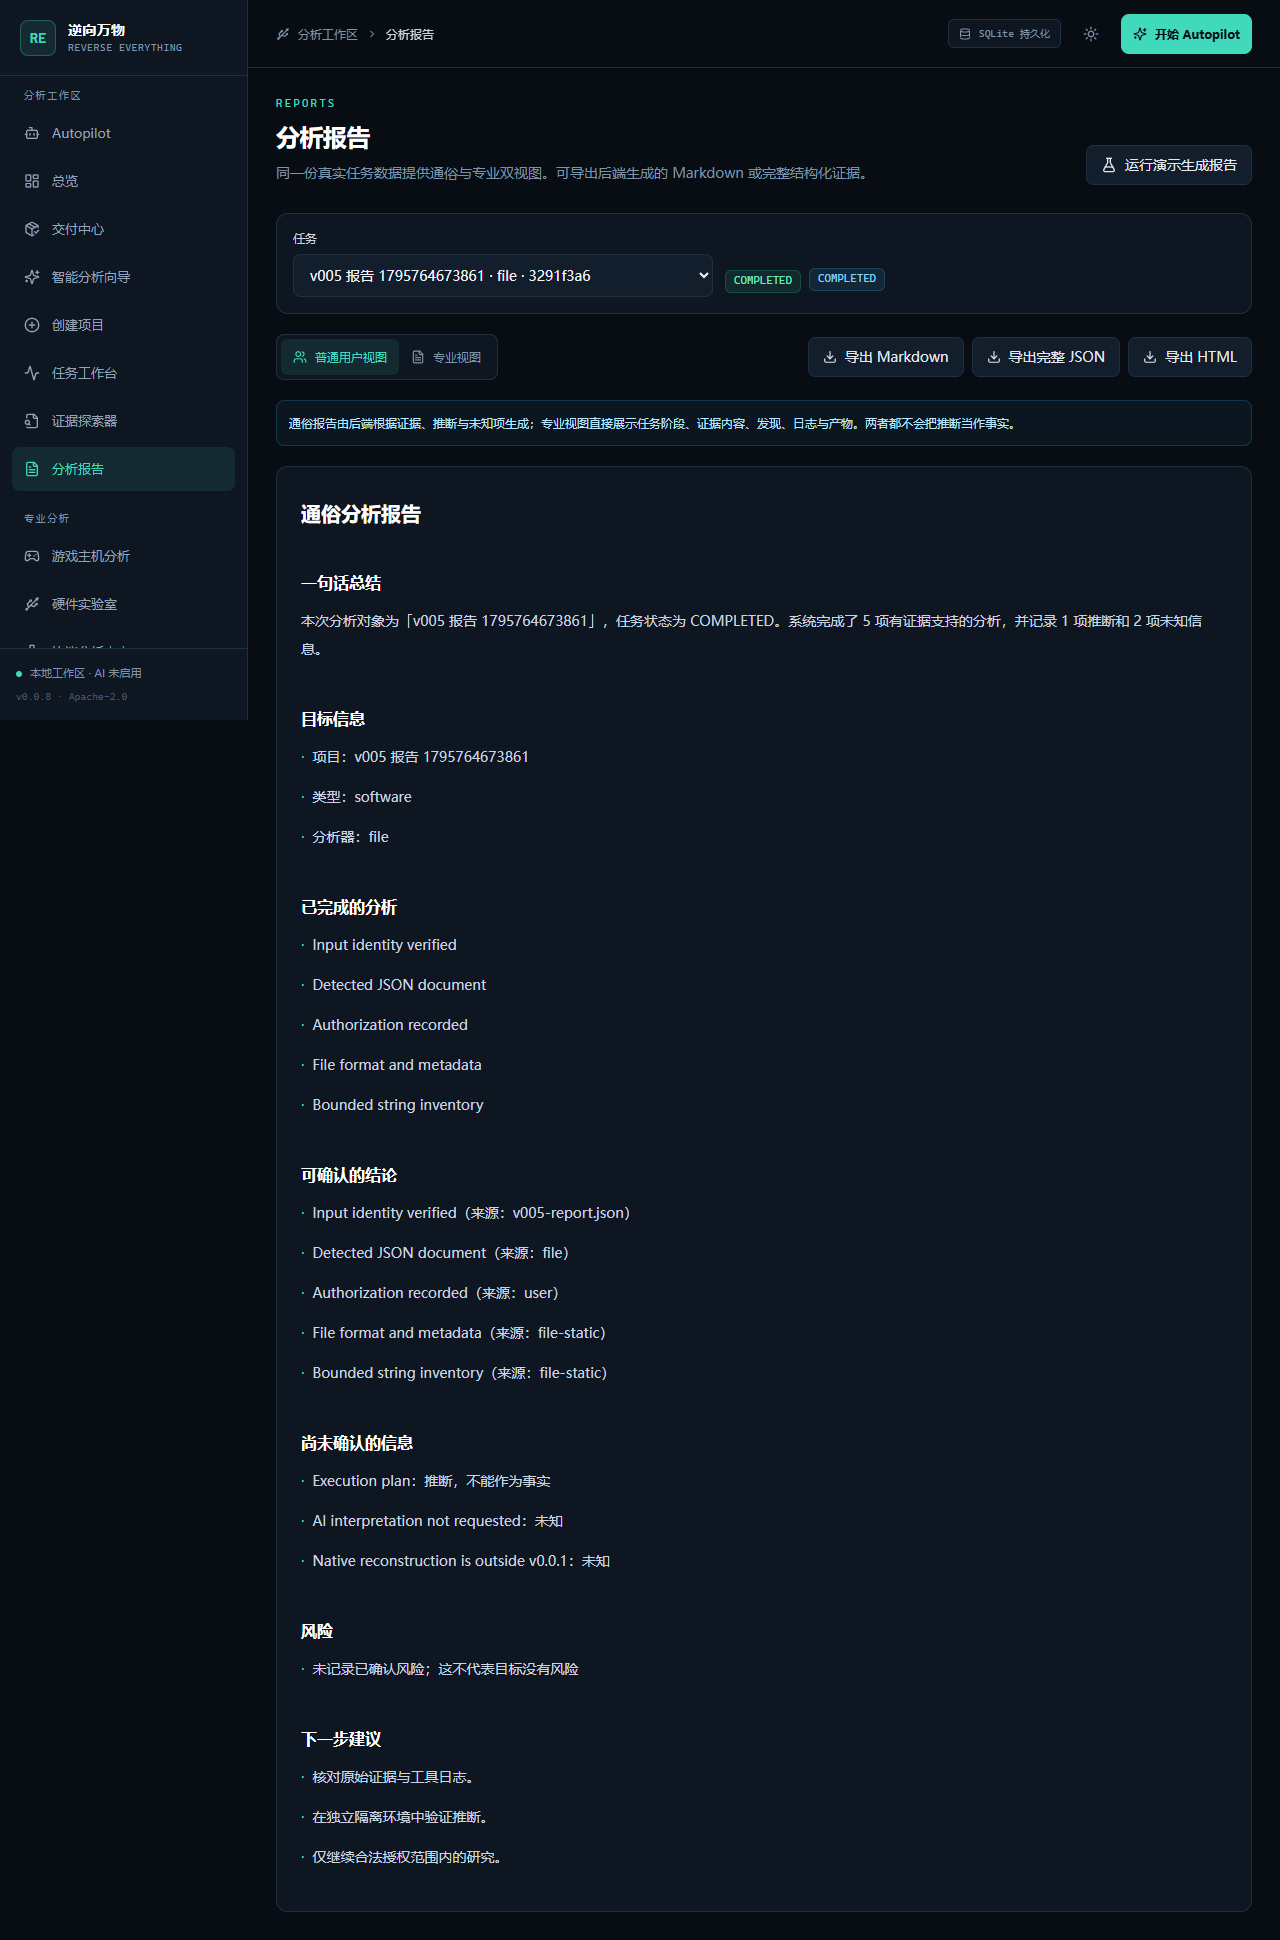 RE
逆向万物
REVERSE EVERYTHING
分析工作区
Autopilot
总览
交付中心
智能分析向导
创建项目
任务工作台
证据探索器
分析报告
专业分析
游戏主机分析
硬件实验室
本地工作区 · AI 未启用
v0.0.8 · Apache-2.0
分析工作区 > 分析报告
SQLite 持久化
开始 Autopilot
REPORTS
分析报告
同一份真实任务数据提供通俗与专业双视图。可导出后端生成的 Markdown 或完整结构化证据。
运行演示生成报告
任务
v005 报告 1795764673861 · file · 3291f3a6
COMPLETED
COMPLETED
普通用户视图
专业视图
导出 Markdown
导出完整 JSON
导出 HTML
通俗报告由后端根据证据、推断与未知项生成；专业视图直接展示任务阶段、证据内容、发现、日志与产物。两者都不会把推断当作事实。
通俗分析报告
一句话总结
本次分析对象为「v005 报告 1795764673861」，任务状态为 COMPLETED。系统完成了 5 项有证据支持的分析，并记录 1 项推断和 2 项未知信
息。
目标信息
· 项目：v005 报告 1795764673861
· 类型：software
· 分析器：file
已完成的分析
· Input identity verified
· Detected JSON document
· Authorization recorded
· File format and metadata
· Bounded string inventory
可确认的结论
· Input identity verified（来源：v005-report.json）
· Detected JSON document（来源：file）
· Authorization recorded（来源：user）
· File format and metadata（来源：file-static）
· Bounded string inventory（来源：file-static）
尚未确认的信息
· Execution plan：推断，不能作为事实
· AI interpretation not requested：未知
· Native reconstruction is outside v0.0.1：未知
风险
· 未记录已确认风险；这不代表目标没有风险
下一步建议
· 核对原始证据与工具日志。
· 在独立隔离环境中验证推断。
· 仅继续合法授权范围内的研究。